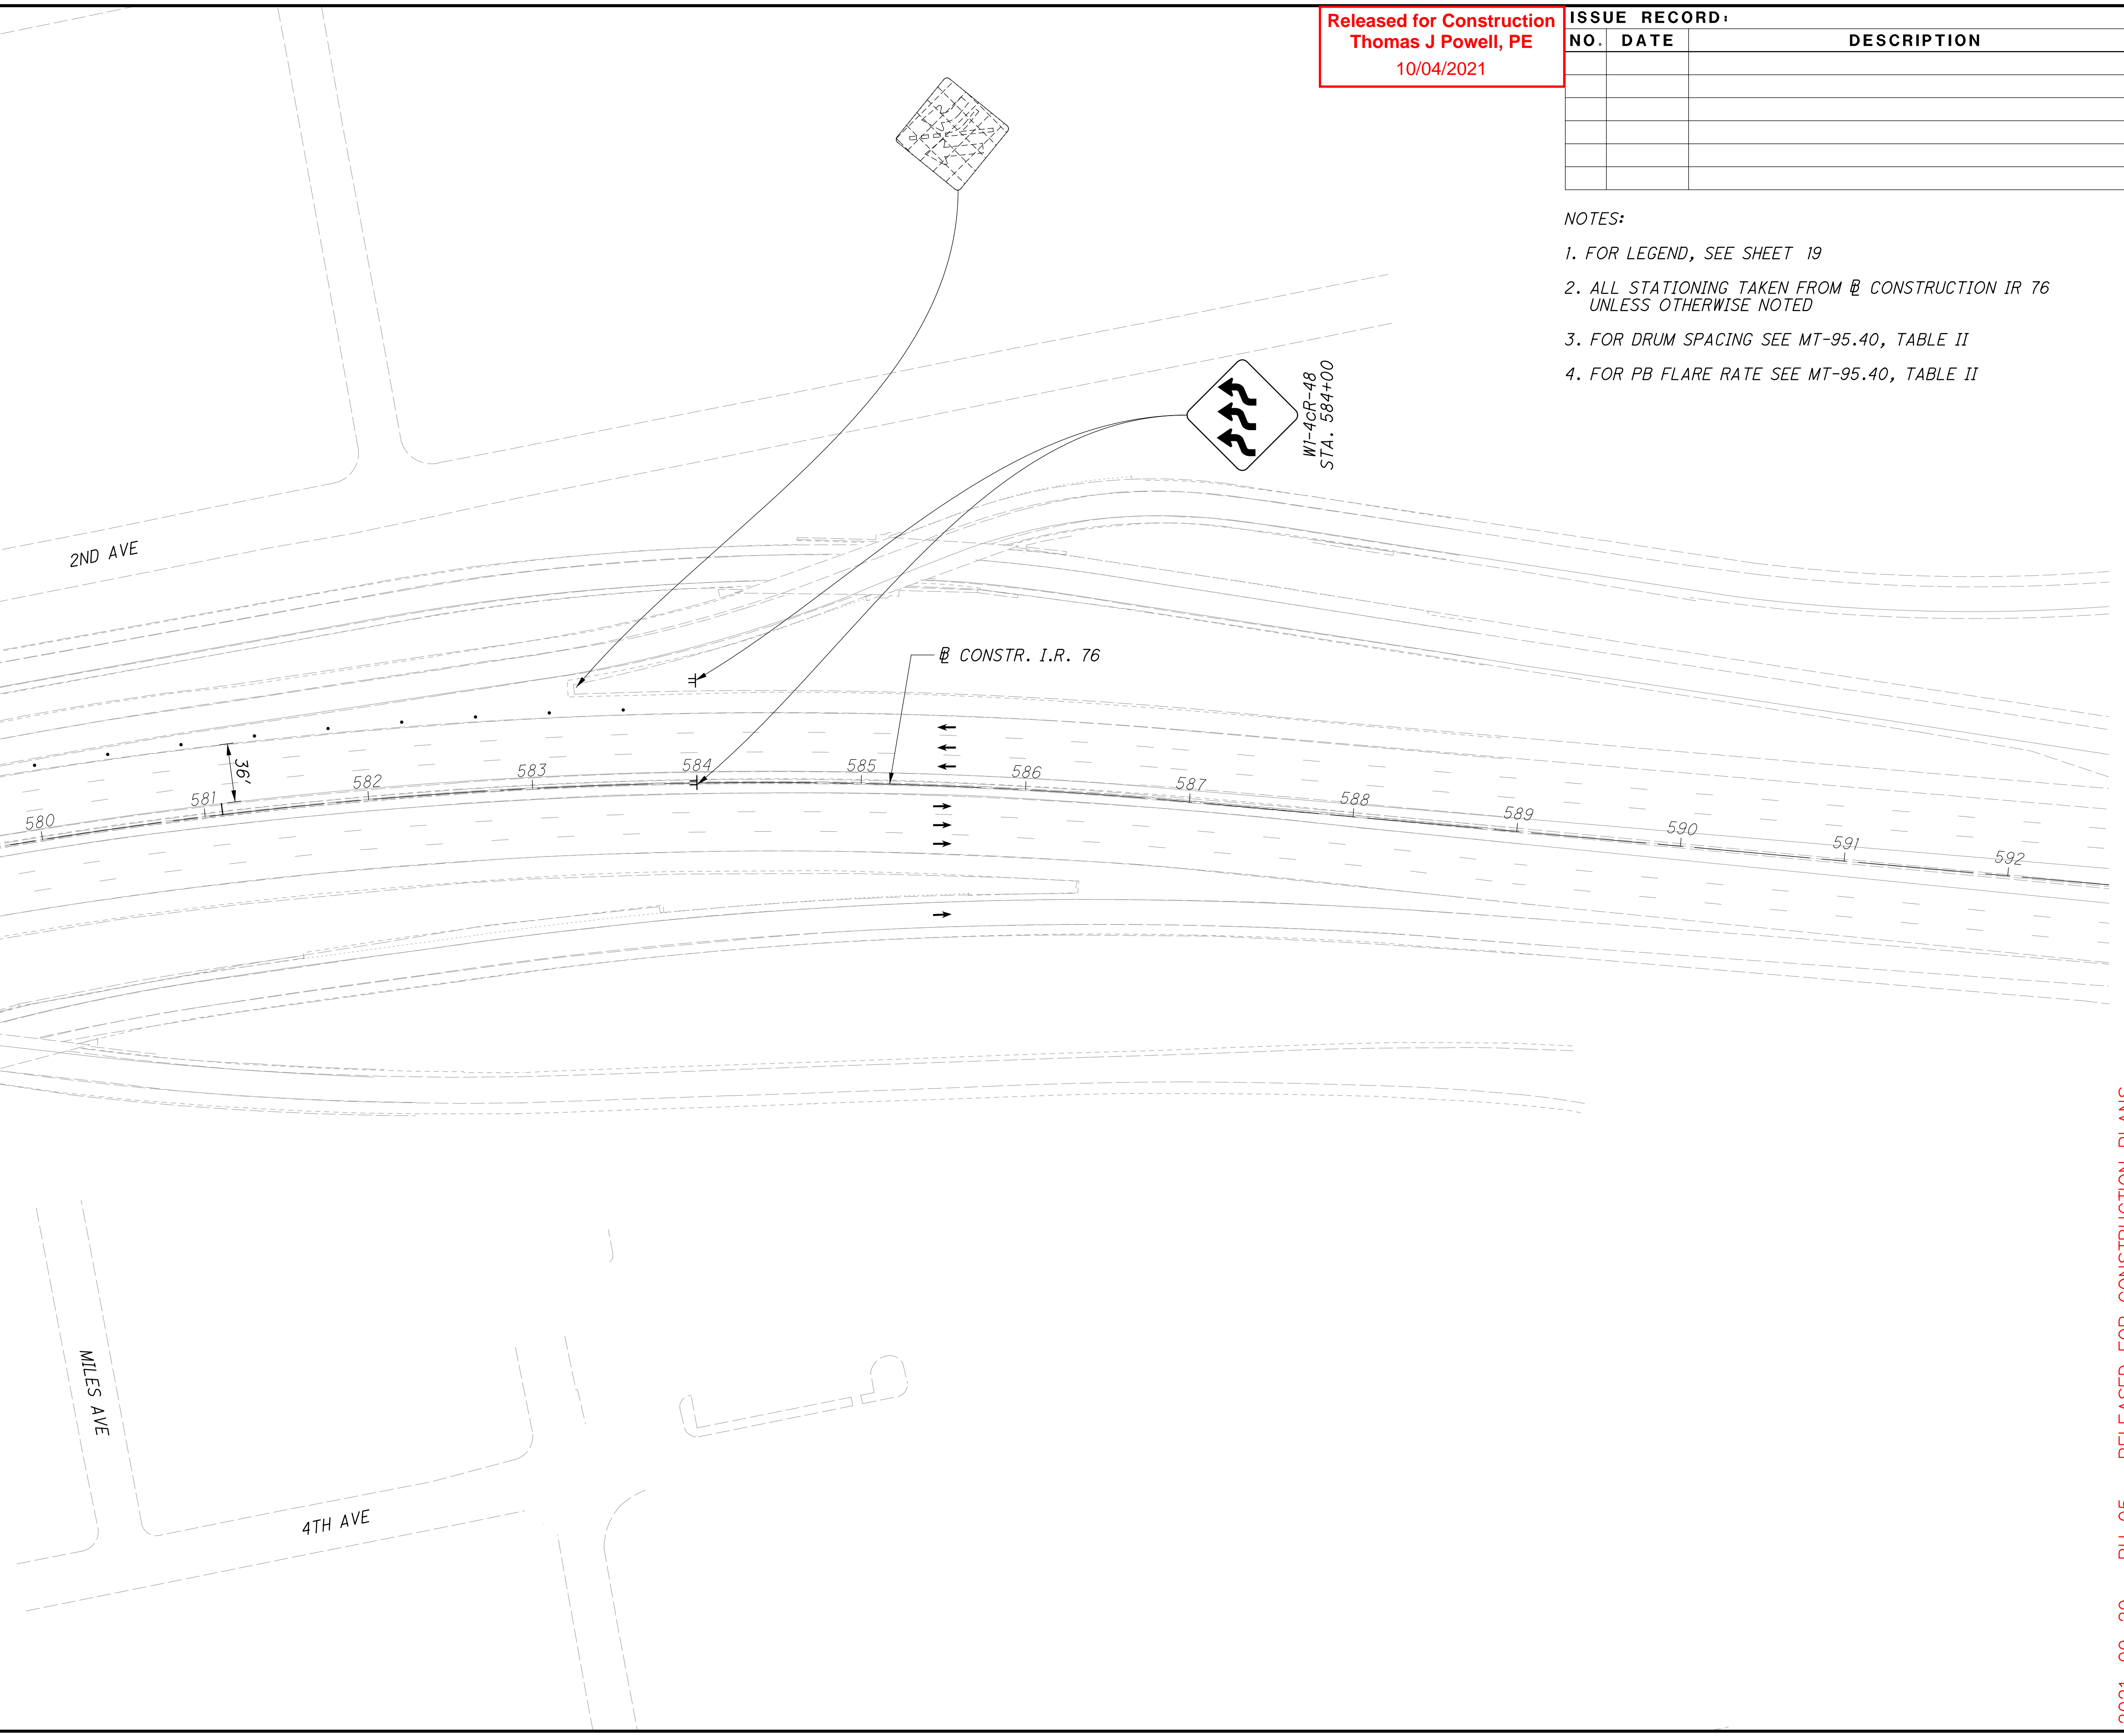 Released for Construction
Thomas J Powell, PE
10/04/2021
ISSUE RECORD:
NO. DATE DESCRIPTION
NOTES:
1. FOR LEGEND, SEE SHEET 19
2. ALL STATIONING TAKEN FROM ℄ CONSTRUCTION IR 76
UNLESS OTHERWISE NOTED
3. FOR DRUM SPACING SEE MT-95.40, TABLE II
4. FOR PB FLARE RATE SEE MT-95.40, TABLE II
W1-4cR-48
STA. 584+00
2ND AVE
℄ CONSTR. I.R. 76
36'
580
581
582
583
584
585
586
587
588
589
590
591
592
MILES AVE
4TH AVE